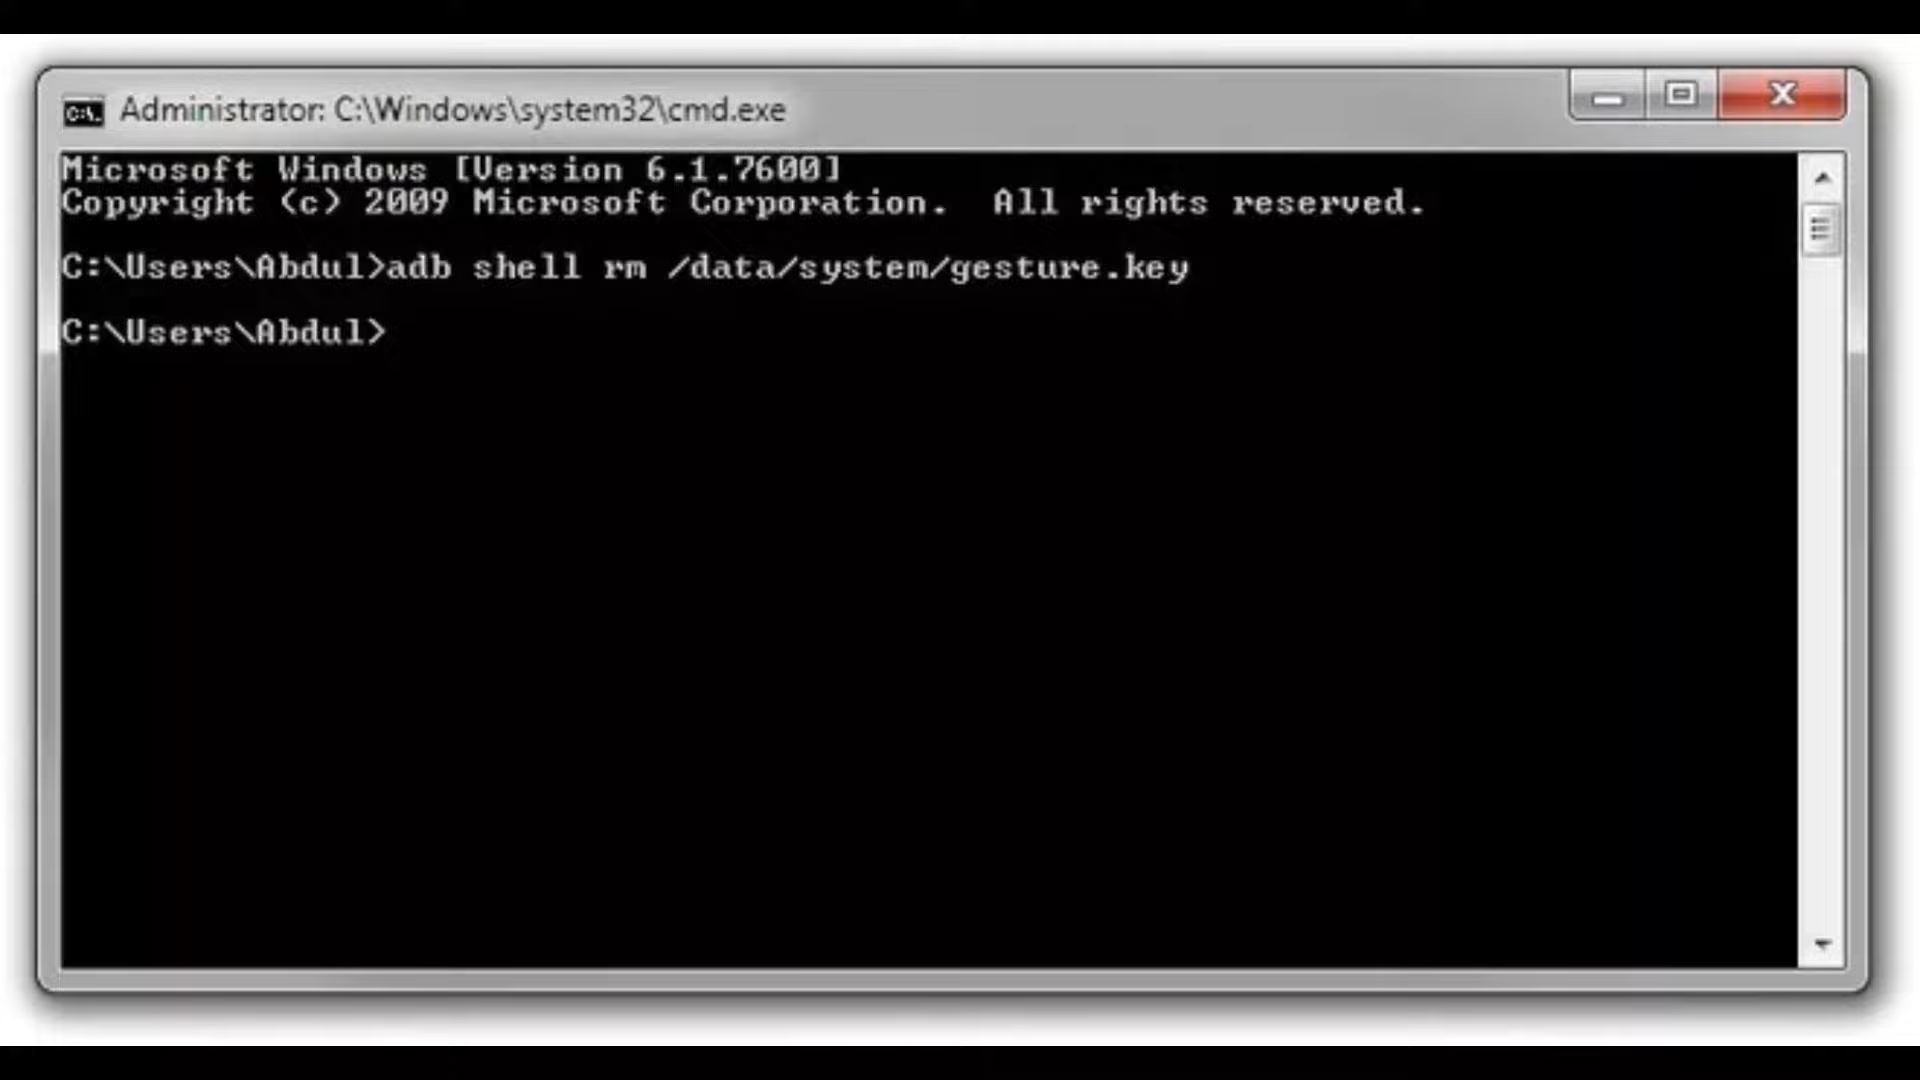 Administrator: C:\Windows\system32\cmd.exe
Microsoft Windows [Version 6.1.7600]
Copyright (c) 2009 Microsoft Corporation.  All rights reserved.
C:\Users\Abdul>adb shell rm /data/system/gesture.key
C:\Users\Abdul>